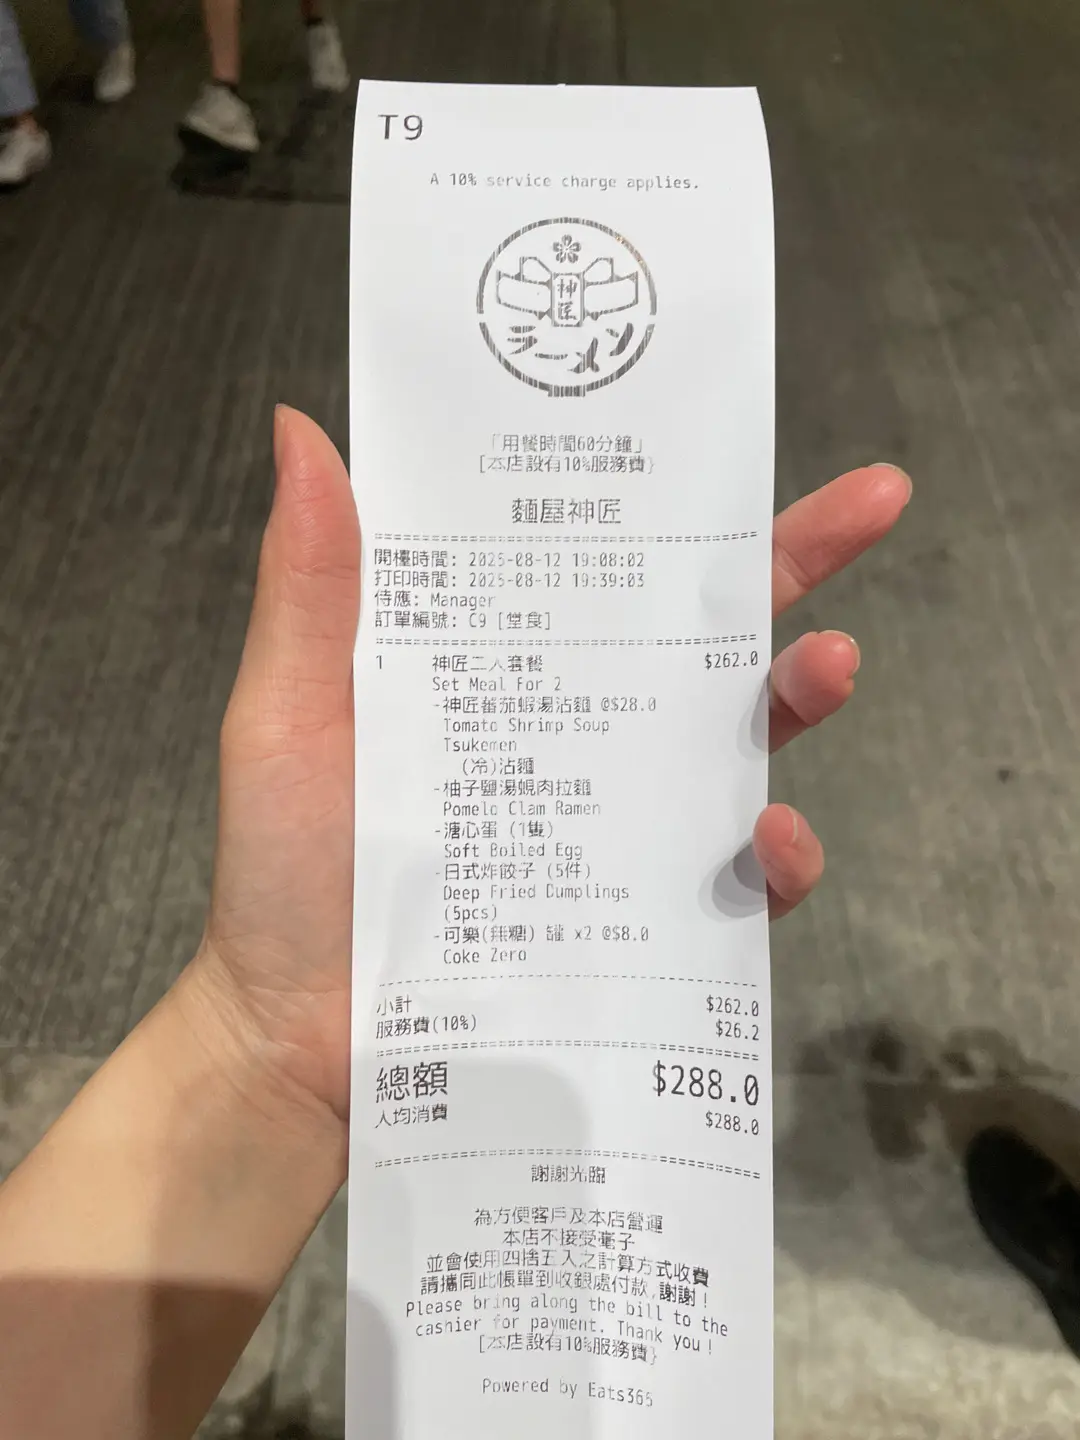 T9
A 10% service charge applies.
神匠
ラーメン
「用餐時間60分鐘」
[本店設有10%服務費}
麵屋神匠
開檯時間: 2025-08-12 19:08:02
打印時間: 2025-08-12 19:39:03
侍應: Manager
訂單編號: C9 [堂食]
1 神匠二人套餐 $262.0
Set Meal For 2
-神匠蕃茄蝦湯沾麵 @$28.0
Tomato Shrimp Soup
Tsukemen
(冷)沾麵
-柚子鹽湯蜆肉拉麵
Pomelo Clam Ramen
-溏心蛋 (1隻)
Soft Boiled Egg
-日式炸餃子 (5件)
Deep Fried Dumplings
(5pcs)
-可樂(無糖) 罐 x2 @$8.0
Coke Zero
小計 $262.0
服務費(10%) $26.2
總額 $288.0
人均消費 $288.0
謝謝光臨
為方便客戶及本店營運
本店不接受毫子
並會使用四捨五入之計算方式收費
請攜同此帳單到收銀處付款,謝謝!
Please bring along the bill to the
cashier for payment. Thank you!
[本店設有10%服務費}
Powered by Eats365